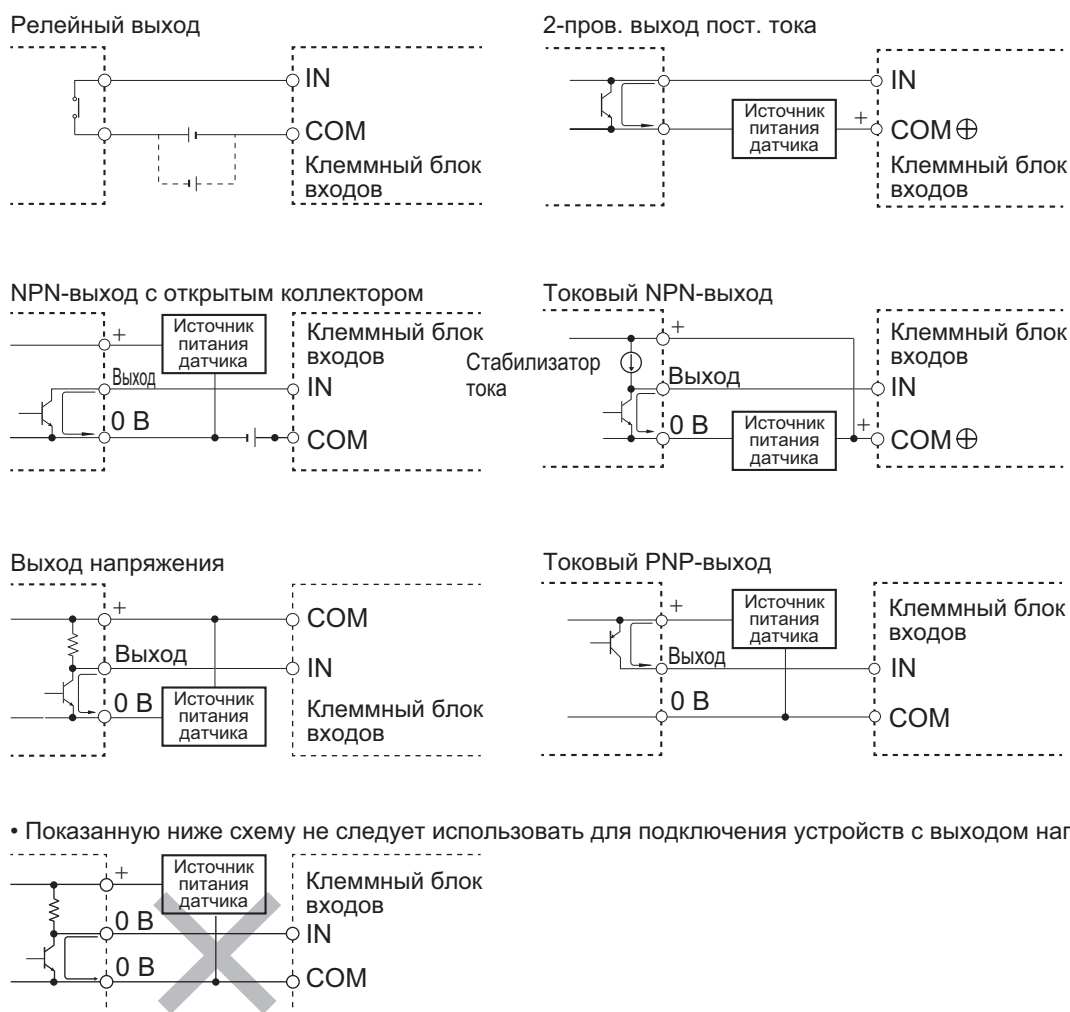 Релейный выход
IN
COM
Клеммный блок
входов
2-пров. выход пост. тока
IN
Источник
питания
датчика
+
COM ⊕
Клеммный блок
входов
NPN-выход с открытым коллектором
+
Источник
питания
датчика
Клеммный блок
входов
Выход
IN
0 В
COM
Токовый NPN-выход
+
Клеммный блок
входов
Стабилизатор
тока
Выход
IN
0 В
Источник
питания
датчика
+
COM ⊕
Выход напряжения
+
COM
Выход
IN
0 В
Источник
питания
датчика
Клеммный блок
входов
Токовый PNP-выход
+
Источник
питания
датчика
Клеммный блок
входов
Выход
IN
0 В
COM
• Показанную ниже схему не следует использовать для подключения устройств с выходом
+
Источник
питания
датчика
Клеммный блок
входов
0 В
IN
0 В
COM